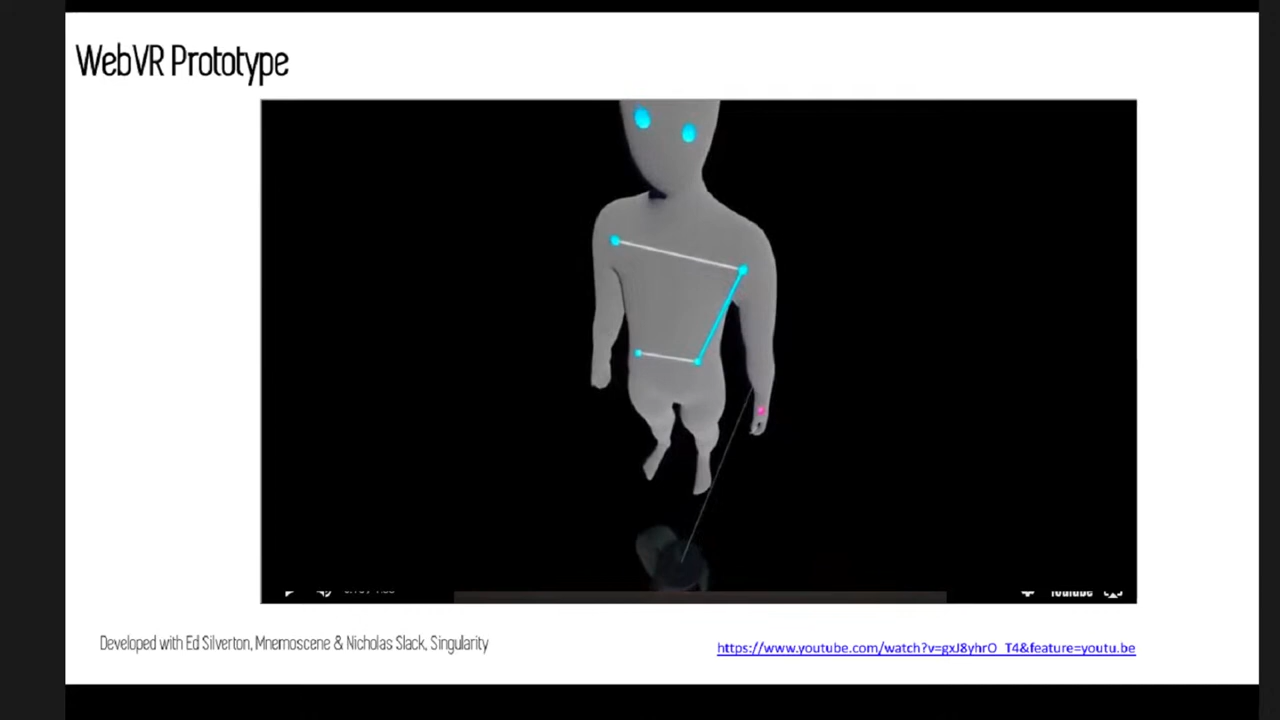 WebVR Prototype
YouTube
Developed with Ed Silverton, Mnemoscene & Nicholas Slack, Singularity
https://www.youtube.com/watch?v=gxJ8yhrO_T4&feature=youtu.be